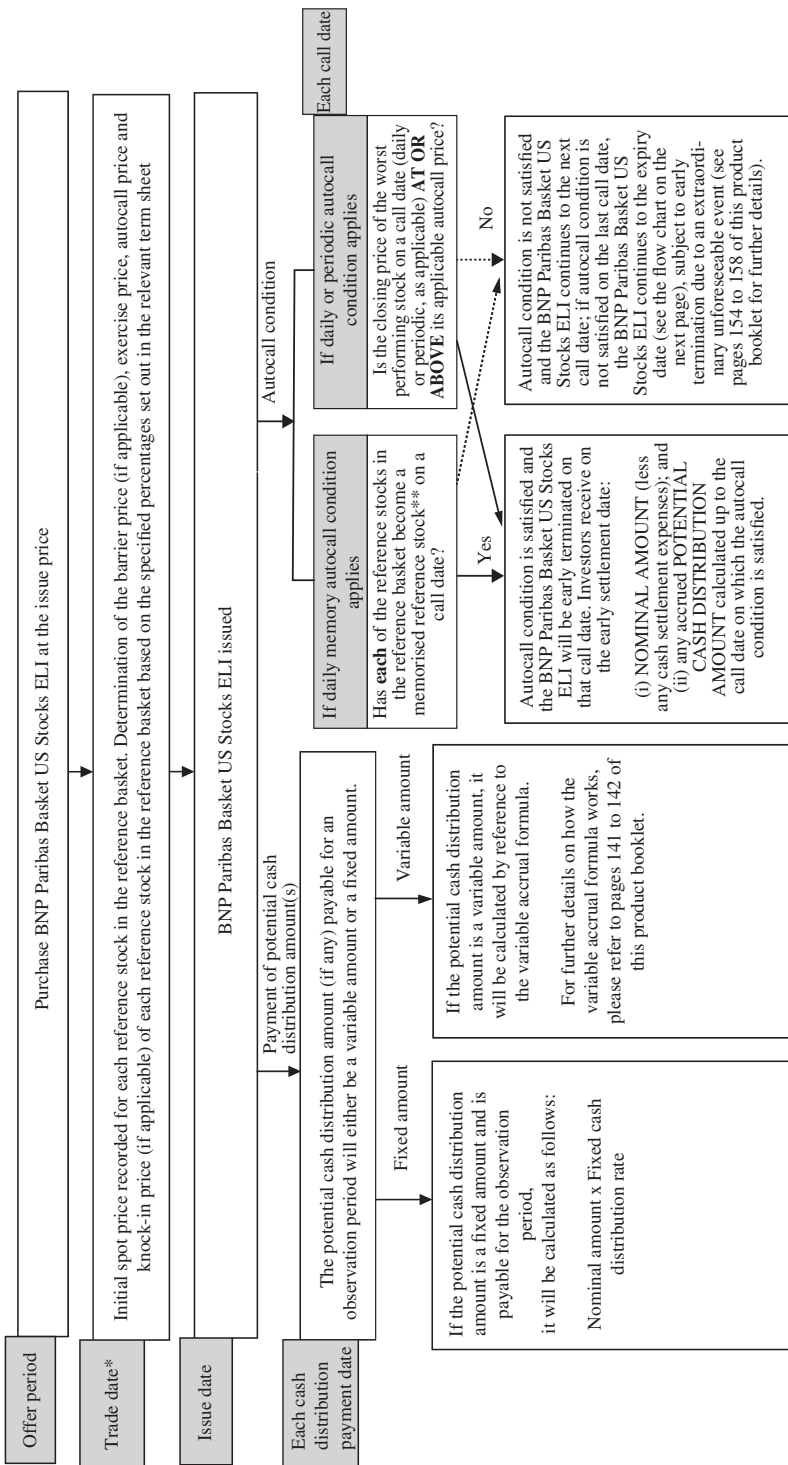 Offer period
Purchase BNP Paribas Basket US Stocks ELI at the issue price
Trade date*
Initial spot price recorded for each reference stock in the reference basket. Determination of the barrier price (if applicable), exercise price, autocall price and
knock-in price (if applicable) of each reference stock in the reference basket based on the specified percentages set out in the relevant term sheet
Issue date
BNP Paribas Basket US Stocks ELI issued
Payment of potential cash
distribution amount(s)
Autocall condition
Each cash
distribution
payment date
The potential cash distribution amount (if any) payable for an
observation period will either be a variable amount or a fixed amount.
Fixed amount
Variable amount
If the potential cash distribution
amount is a fixed amount and is
payable for the observation
period,
it will be calculated as follows:
Nominal amount x Fixed cash
distribution rate
If the potential cash distribution
amount is a variable amount, it
will be calculated by reference to
the variable accrual formula.
For further details on how the
variable accrual formula works,
please refer to pages 141 to 142 of
this product booklet.
If daily memory autocall condition
applies
Has each of the reference stocks in
the reference basket become a
memorised reference stock** on a
call date?
If daily or periodic autocall
condition applies
Is the closing price of the worst
performing stock on a call date (daily
or periodic, as applicable) AT OR
ABOVE its applicable autocall price?
Each call date
Yes
No
Autocall condition is satisfied and
the BNP Paribas Basket US Stocks
ELI will be early terminated on
that call date. Investors receive on
the early settlement date:
(i) NOMINAL AMOUNT (less
any cash settlement expenses); and
(ii) any accrued POTENTIAL
CASH DISTRIBUTION
AMOUNT calculated up to the
call date on which the autocall
condition is satisfied.
Autocall condition is not satisfied
and the BNP Paribas Basket US
Stocks ELI continues to the next
call date; if autocall condition is
not satisfied on the last call date,
the BNP Paribas Basket US
Stocks ELI continues to the expiry
date (see the flow chart on the
next page), subject to early
termination due to an extraordi-
nary unforeseeable event (see
pages 154 to 158 of this product
booklet for further details).